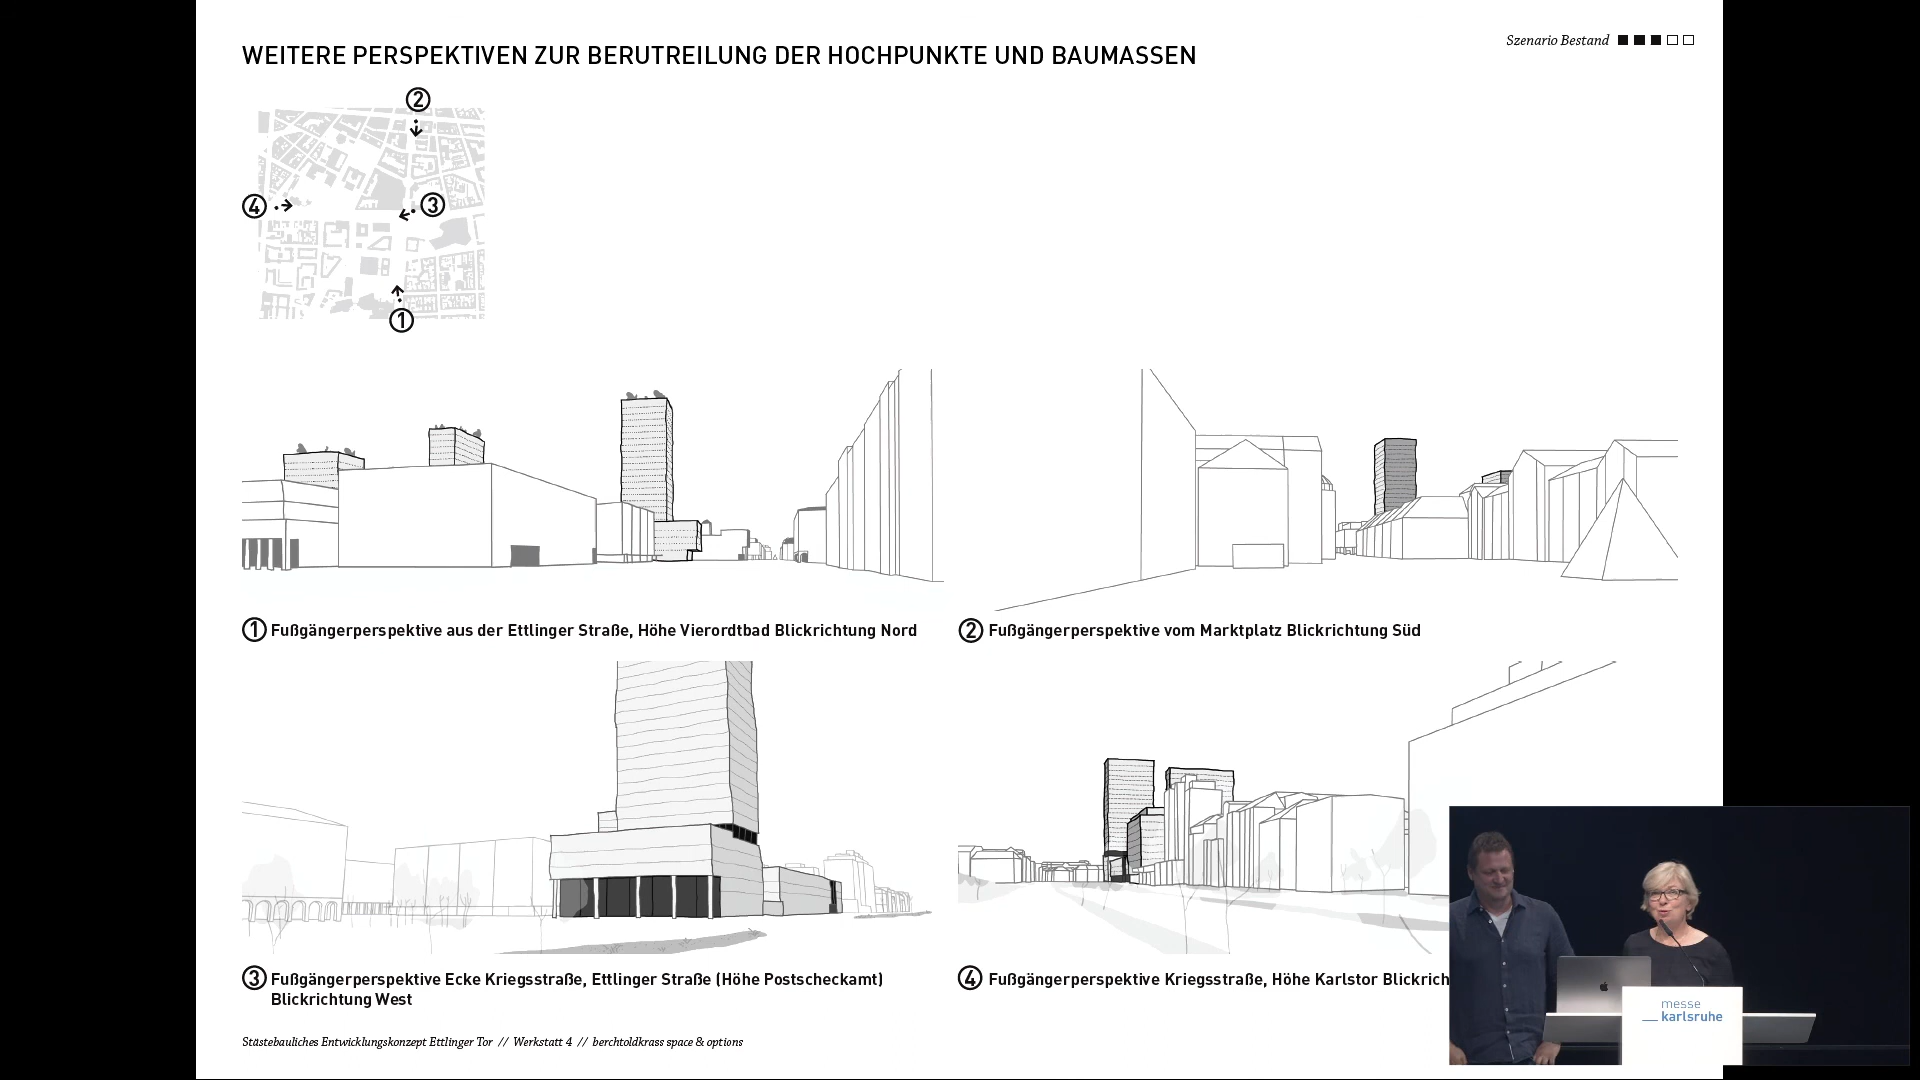 WEITERE PERSPEKTIVEN ZUR BERUTREILUNG DER HOCHPUNKTE UND BAUMASSEN
Szenario Bestand
2
4
3
1
1 Fußgängerperspektive aus der Ettlinger Straße, Höhe Vierordtbad Blickrichtung Nord
2 Fußgängerperspektive vom Marktplatz Blickrichtung Süd
3 Fußgängerperspektive Ecke Kriegsstraße, Ettlinger Straße (Höhe Postscheckamt)
Blickrichtung West
4 Fußgängerperspektive Kriegsstraße, Höhe Karlstor Blickrich
Stästebauliches Entwicklungskonzept Ettlinger Tor // Werkstatt 4 // berchtoldkrass space & options
messe
karlsruhe